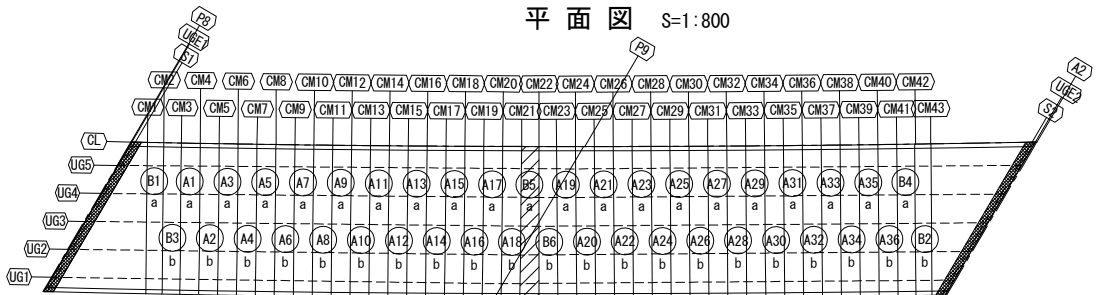 平面図 S=1:800
P8
UGE1
S1
P9
A2
UGE2
S2
CM2 CM4 CM6 CM8 CM10 CM12 CM14 CM16 CM18 CM20 CM22 CM24 CM26 CM28 CM30 CM32 CM34 CM36 CM38 CM40 CM42
CM1 CM3 CM5 CM7 CM9 CM11 CM13 CM15 CM17 CM19 CM21 CM23 CM25 CM27 CM29 CM31 CM33 CM35 CM37 CM39 CM41 CM43
CL
UG5
UG4
UG3
UG2
UG1
B1 A1 A3 A5 A7 A9 A11 A13 A15 A17 B5 A19 A21 A23 A25 A27 A29 A31 A33 A35 B4
a a a a a a a a a a a a a a a a a a a a a
B3 A2 A4 A6 A8 A10 A12 A14 A16 A18 B6 A20 A22 A24 A26 A28 A30 A32 A34 A36 B2
b b b b b b b b b b b b b b b b b b b b b